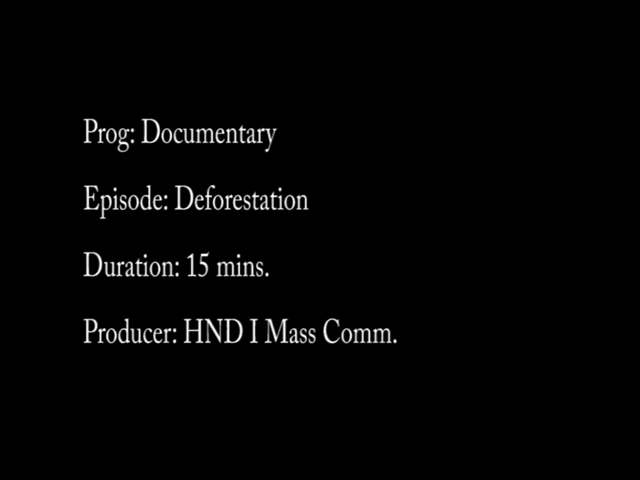 Prog: Documentary
Episode: Deforestation
Duration: 15 mins.
Producer: HND I Mass Comm.